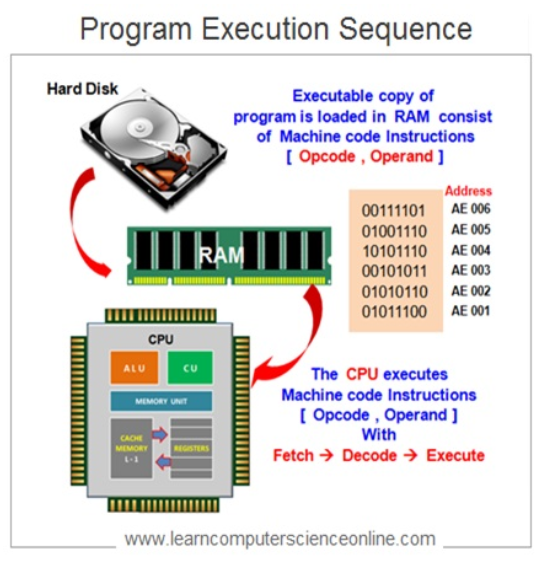 Program Execution Sequence
Hard Disk
Executable copy of
program is loaded in RAM consist
of Machine code Instructions
[ Opcode , Operand ]
Address
00111101 AE 006
01001110 AE 005
10101110 AE 004
00101011 AE 003
01010110 AE 002
01011100 AE 001
RAM
CPU
ALU CU
MEMORY UNIT
CACHE
MEMORY
L - 1
REGISTERS
The CPU executes
Machine code Instructions
[ Opcode , Operand ]
With
Fetch → Decode → Execute
www.learncomputerscienceonline.com